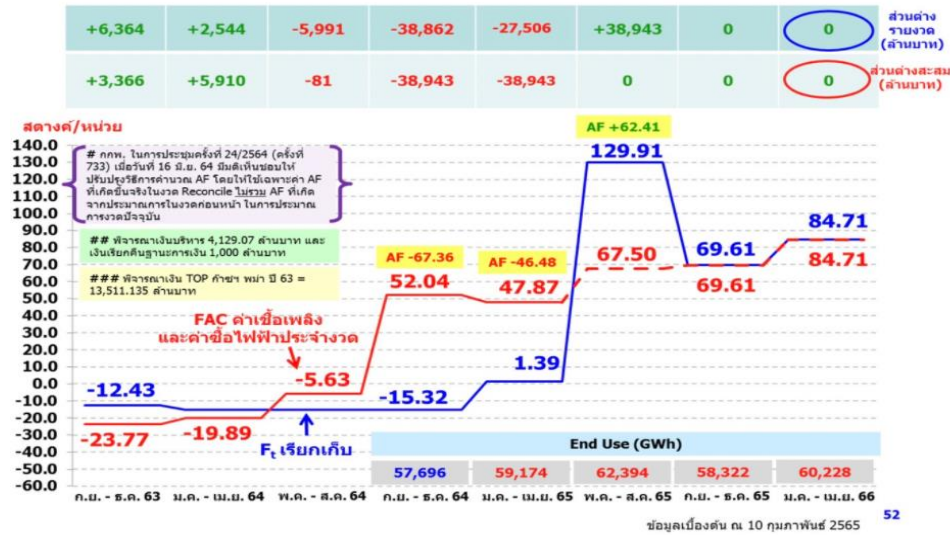 +6,364 +2,544 -5,991 -38,862 -27,506 +38,943 0 0
ส่วนต่าง
รายงวด
(ล้านบาท)
+3,366 +5,910 -81 -38,943 -38,943 0 0 0
ส่วนต่างสะสม
(ล้านบาท)
สตางค์/หน่วย
140.0
130.0
120.0
110.0
100.0
90.0
80.0
70.0
60.0
50.0
40.0
30.0
20.0
10.0
0.0
-10.0
-20.0
-30.0
-40.0
-50.0
-60.0
# กกพ. ในการประชุมครั้งที่ 24/2564 (ครั้งที่
733) เมื่อวันที่ 16 มิ.ย. 64 มีมติเห็นชอบให้
ปรับปรุงวิธีการคำนวณ AF โดยให้ใช้เฉพาะค่า AF
ที่เกิดขึ้นจริงในงวด Reconcile ไม่รวม AF ที่เกิด
จากประมาณการในงวดก่อนหน้า ในการประมาณ
การงวดปัจจุบัน
## พิจารณาเงินบริหาร 4,129.07 ล้านบาท และ
เงินเรียกคืนฐานะการเงิน 1,000 ล้านบาท
### พิจารณาเงิน TOP ก๊าซฯ พม่า ปี 63 =
13,511.135 ล้านบาท
AF -67.36
AF -46.48
AF +62.41
FAC ค่าเชื้อเพลิง
และค่าซื้อไฟฟ้าประจำงวด
129.91
84.71
69.61
67.50
84.71
69.61
52.04
47.87
1.39
-5.63
-12.43
-15.32
-23.77
-19.89
Ft เรียกเก็บ
End Use (GWh)
57,696 59,174 62,394 58,322 60,228
ก.ย. - ธ.ค. 63 ม.ค. - เม.ย. 64 พ.ค. - ส.ค. 64 ก.ย. - ธ.ค. 64 ม.ค. - เม.ย. 65 พ.ค. - ส.ค. 65 ก.ย. - ธ.ค. 65 ม.ค. - เม.ย. 66
52
ข้อมูลเบื้องต้น ณ 10 กุมภาพันธ์ 2565